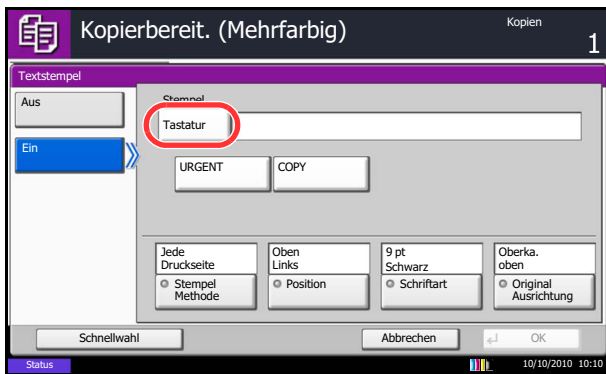 Kopierbereit. (Mehrfarbig)
Kopien
1
Textstempel
Aus
Ein
Stempel
Tastatur
URGENT
COPY
Jede
Druckseite
Oben
Links
9 pt
Schwarz
Oberka.
oben
Stempel
Methode
Position
Schriftart
Original
Ausrichtung
Schnellwahl
Abbrechen
OK
Status
10/10/2010 10:10